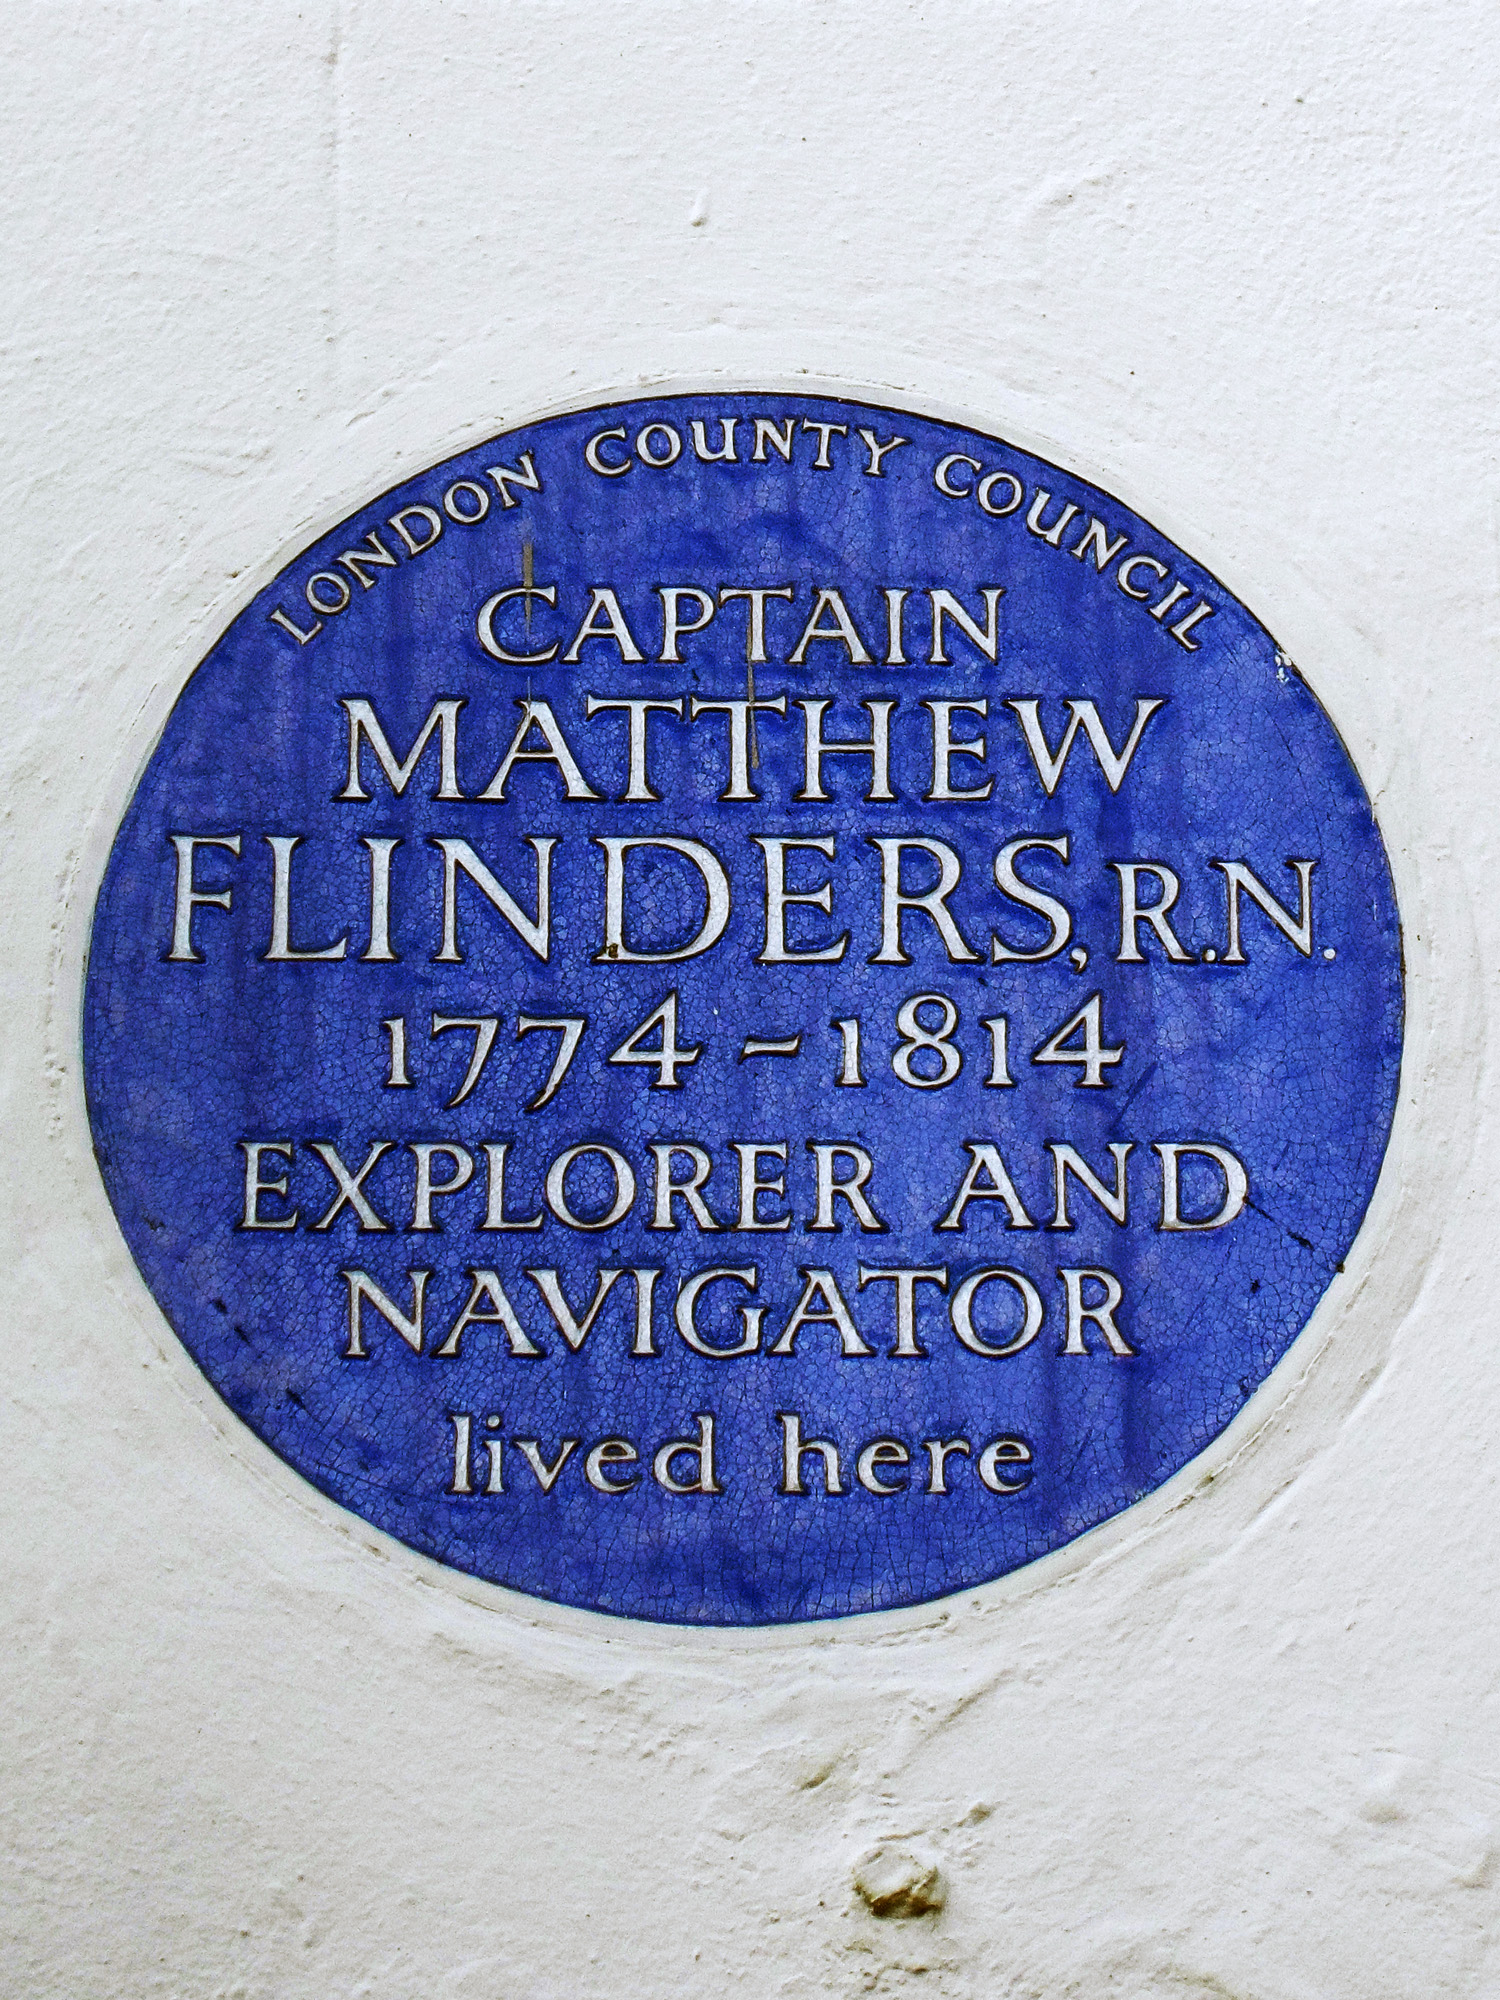 LONDON COUNTY COUNCIL
CAPTAIN
MATTHEW
FLINDERS, R.N.
1774 - 1814
EXPLORER AND
NAVIGATOR
lived here